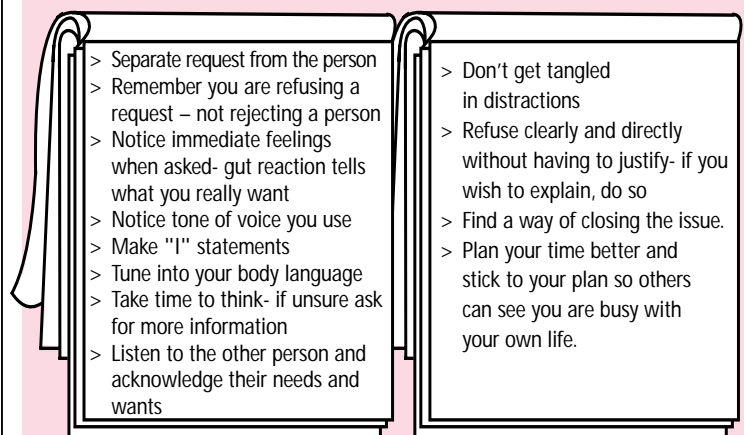 > Separate request from the person
> Remember you are refusing a
request – not rejecting a person
> Notice immediate feelings
when asked- gut reaction tells
what you really want
> Notice tone of voice you use
> Make "I" statements
> Tune into your body language
> Take time to think- if unsure ask
for more information
> Listen to the other person and
acknowledge their needs and
wants
> Don't get tangled
in distractions
> Refuse clearly and directly
without having to justify- if you
wish to explain, do so
> Find a way of closing the issue.
> Plan your time better and
stick to your plan so others
can see you are busy with
your own life.